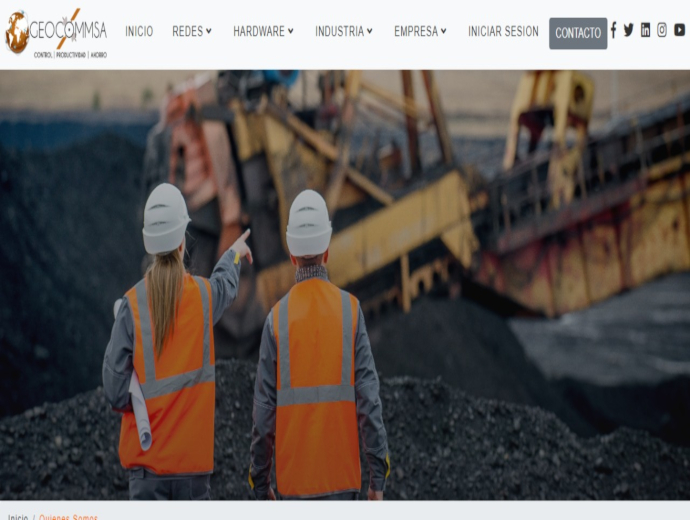 GEOCOMMSA
CONTROL | PRODUCTIVIDAD | AHORRO
INICIO REDES HARDWARE INDUSTRIA EMPRESA INICIAR SESION CONTACTO
Inicio / Quienes Somos